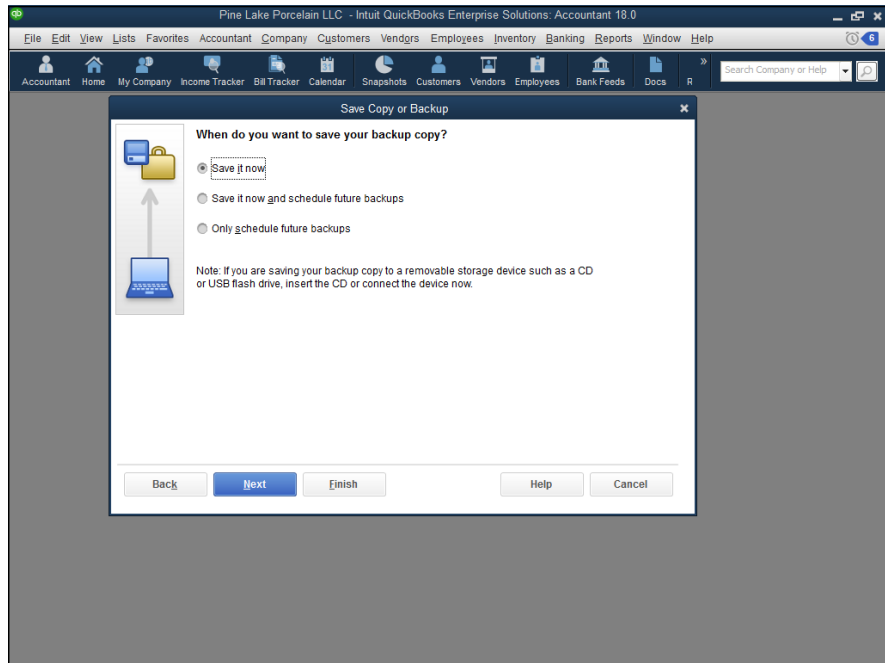 qb Pine Lake Porcelain LLC - Intuit QuickBooks Enterprise Solutions: Accountant 18.0
File Edit View Lists Favorites Accountant Company Customers Vendors Employees Inventory Banking Reports Window Help 6
31
Accountant Home My Company Income Tracker Bill Tracker Calendar Snapshots Customers Vendors Employees Bank Feeds Docs R » Search Company or Help
Save Copy or Backup
When do you want to save your backup copy?
Save it now
Save it now and schedule future backups
Only schedule future backups
Note: If you are saving your backup copy to a removable storage device such as a CD
or USB flash drive, insert the CD or connect the device now.
Back Next Finish Help Cancel